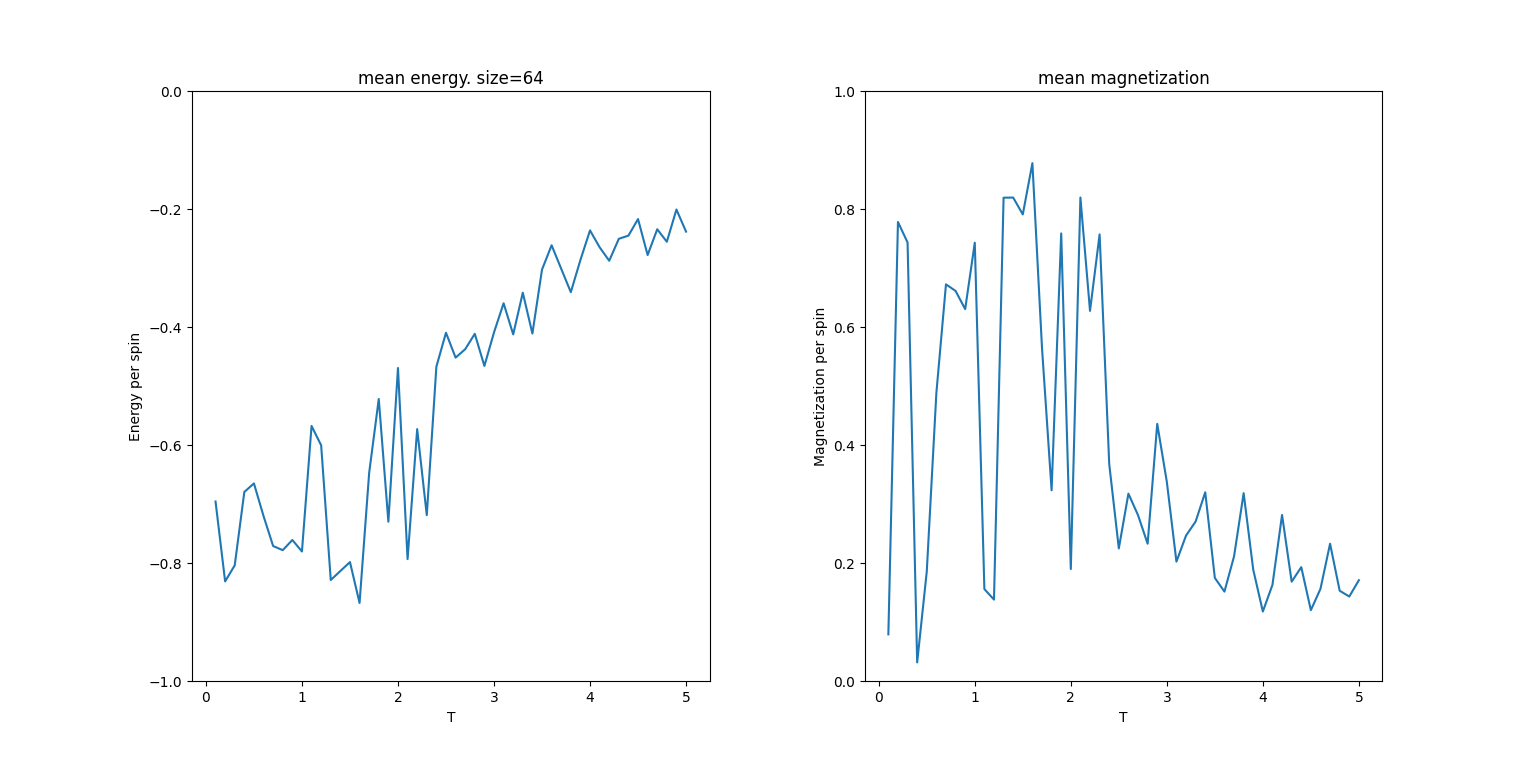 mean energy. size=64
0.0
−0.2
−0.4
−0.6
−0.8
−1.0
Energy per spin
0 1 2 3 4 5
T
mean magnetization
1.0
0.8
0.6
0.4
0.2
0.0
Magnetization per spin
0 1 2 3 4 5
T